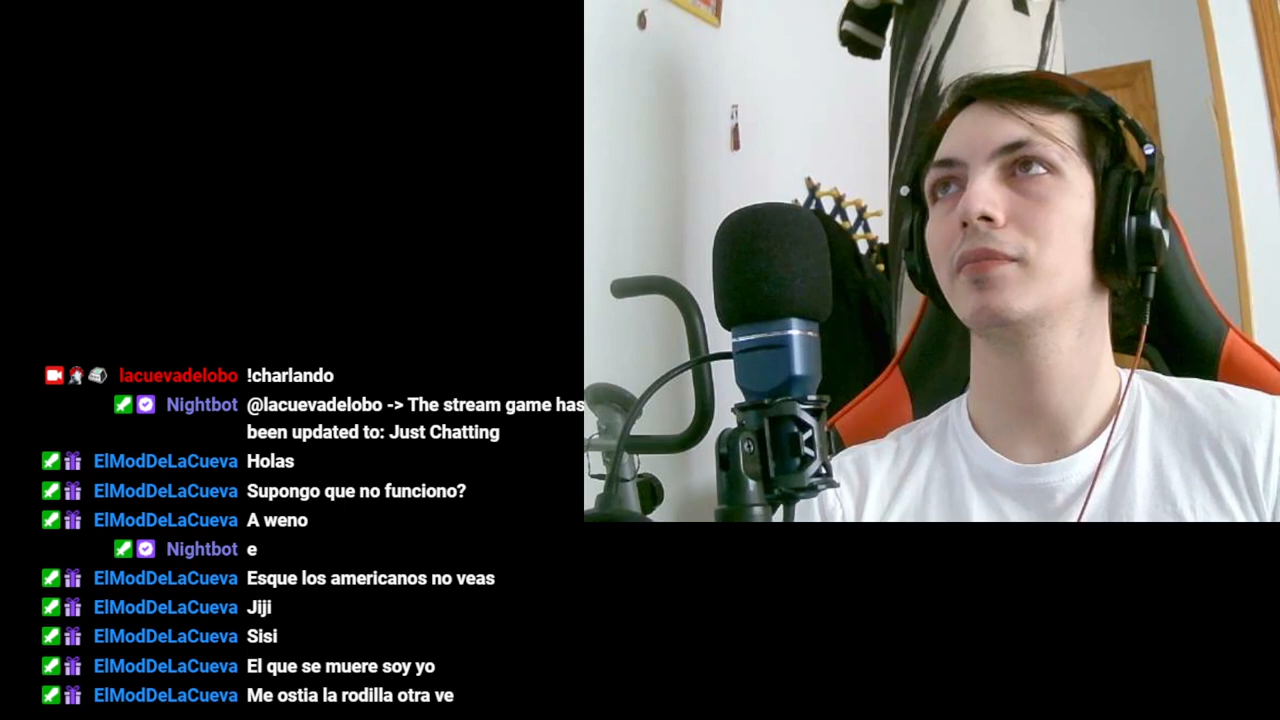 lacuevadelobo !charlando
Nightbot @lacuevadelobo -> The stream game has
been updated to: Just Chatting
ElModDeLaCueva Holas
ElModDeLaCueva Supongo que no funciono?
ElModDeLaCueva A weno
Nightbot e
ElModDeLaCueva Esque los americanos no veas
ElModDeLaCueva Jiji
ElModDeLaCueva Sisi
ElModDeLaCueva El que se muere soy yo
ElModDeLaCueva Me ostia la rodilla otra ve